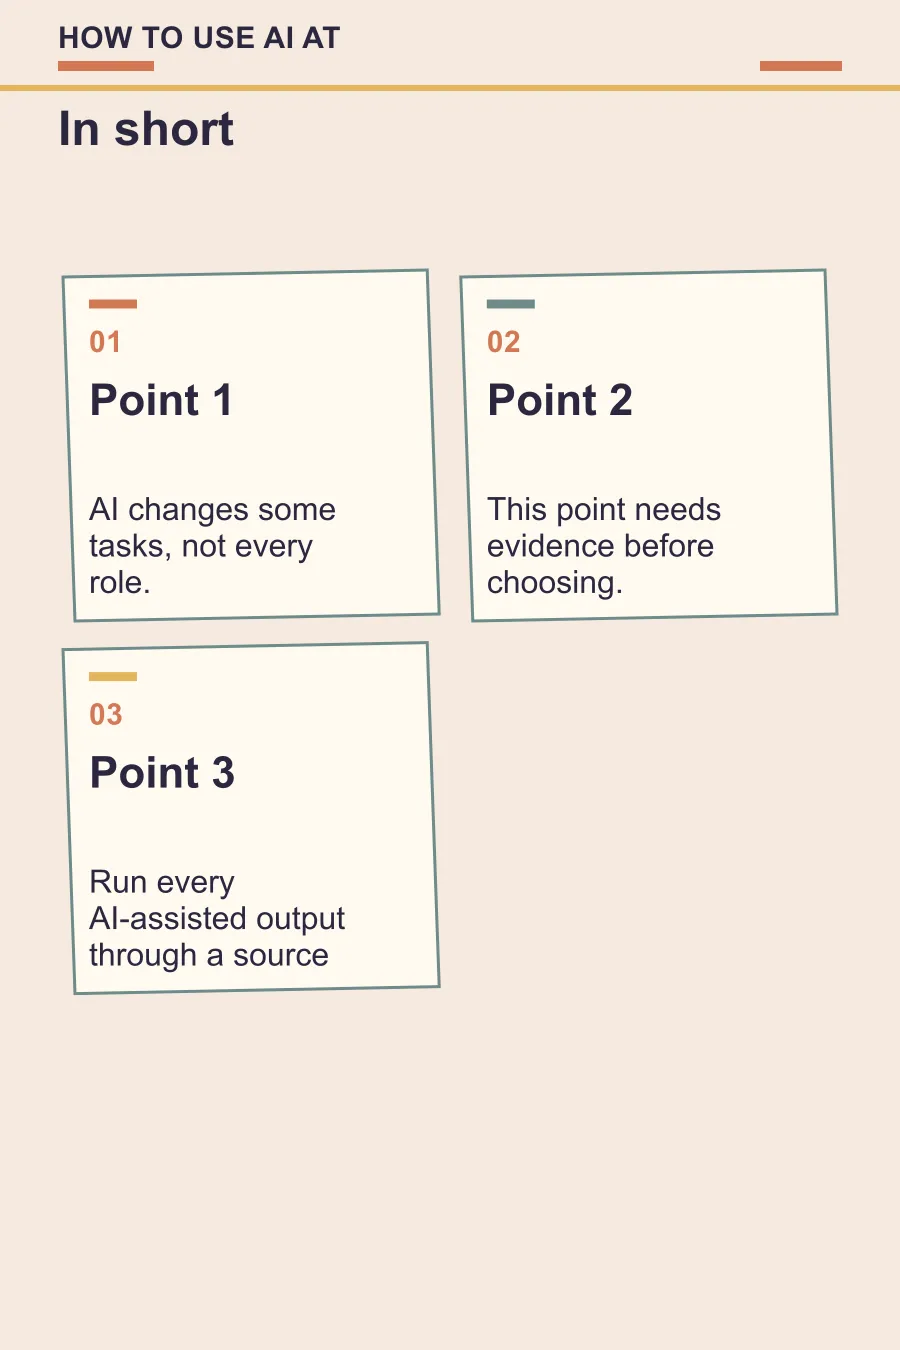 HOW TO USE AI AT
In short
01
Point 1
AI changes some
tasks, not every
role.
02
Point 2
This point needs
evidence before
choosing.
03
Point 3
Run every
AI-assisted output
through a source